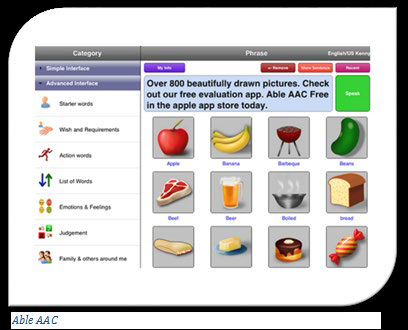 Category
Phrase
English/US Kenny
Simple Interface
Advanced Interface
Starter words
Wish and Requirements
Action words
List of Words
Emotions & Feelings
Judgement
Family & others around me
My Info
Remove
Store Sentence
Recent
Over 800 beautifully drawn pictures. Check
out our free evaluation app. Able AAC Free
in the apple app store today.
Speak
Apple
Banana
Barbeque
Beans
Beef
Beer
Boiled
bread
Able AAC